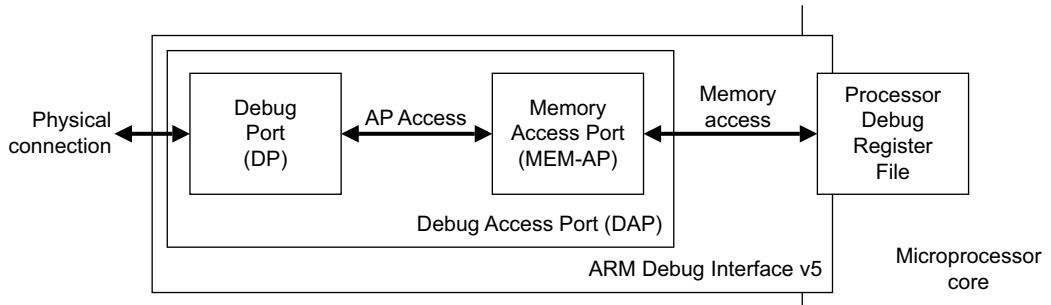 Physical
connection
Debug
Port
(DP)
AP Access
Memory
Access Port
(MEM-AP)
Memory
access
Processor
Debug
Register
File
Debug Access Port (DAP)
ARM Debug Interface v5
Microprocessor
core